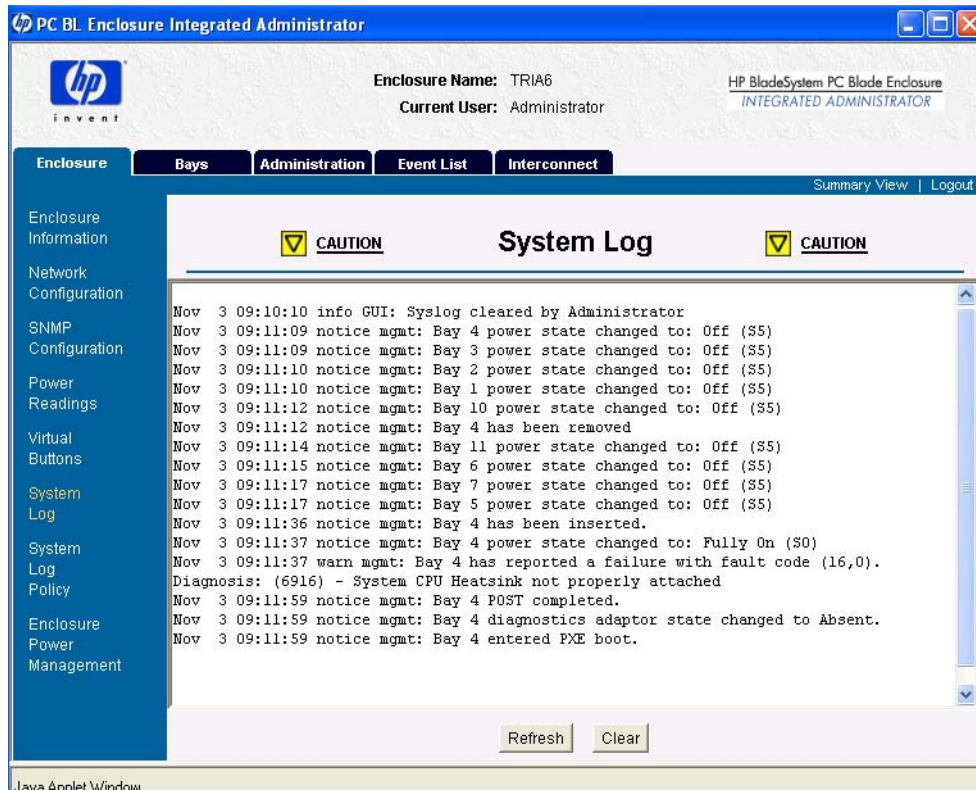 PC BL Enclosure Integrated Administrator
hp
invent
Enclosure Name: TRIA6
Current User: Administrator
HP BladeSystem PC Blade Enclosure
INTEGRATED ADMINISTRATOR
Enclosure Bays Administration Event List Interconnect
Summary View | Logout
Enclosure
Information
Network
Configuration
SNMP
Configuration
Power
Readings
Virtual
Buttons
System
Log
System
Log
Policy
Enclosure
Power
Management
CAUTION System Log CAUTION
Nov 3 09:10:10 info GUI: Syslog cleared by Administrator
Nov 3 09:11:09 notice mgmt: Bay 4 power state changed to: Off (S5)
Nov 3 09:11:09 notice mgmt: Bay 3 power state changed to: Off (S5)
Nov 3 09:11:10 notice mgmt: Bay 2 power state changed to: Off (S5)
Nov 3 09:11:10 notice mgmt: Bay 1 power state changed to: Off (S5)
Nov 3 09:11:12 notice mgmt: Bay 10 power state changed to: Off (S5)
Nov 3 09:11:12 notice mgmt: Bay 4 has been removed
Nov 3 09:11:14 notice mgmt: Bay 11 power state changed to: Off (S5)
Nov 3 09:11:15 notice mgmt: Bay 6 power state changed to: Off (S5)
Nov 3 09:11:17 notice mgmt: Bay 7 power state changed to: Off (S5)
Nov 3 09:11:17 notice mgmt: Bay 5 power state changed to: Off (S5)
Nov 3 09:11:36 notice mgmt: Bay 4 has been inserted.
Nov 3 09:11:37 notice mgmt: Bay 4 power state changed to: Fully On (S0)
Nov 3 09:11:37 warn mgmt: Bay 4 has reported a failure with fault code (16,0).
Diagnosis: (6916) - System CPU Heatsink not properly attached
Nov 3 09:11:59 notice mgmt: Bay 4 POST completed.
Nov 3 09:11:59 notice mgmt: Bay 4 diagnostics adaptor state changed to Absent.
Nov 3 09:11:59 notice mgmt: Bay 4 entered PXE boot.
Refresh Clear
Java Applet Window